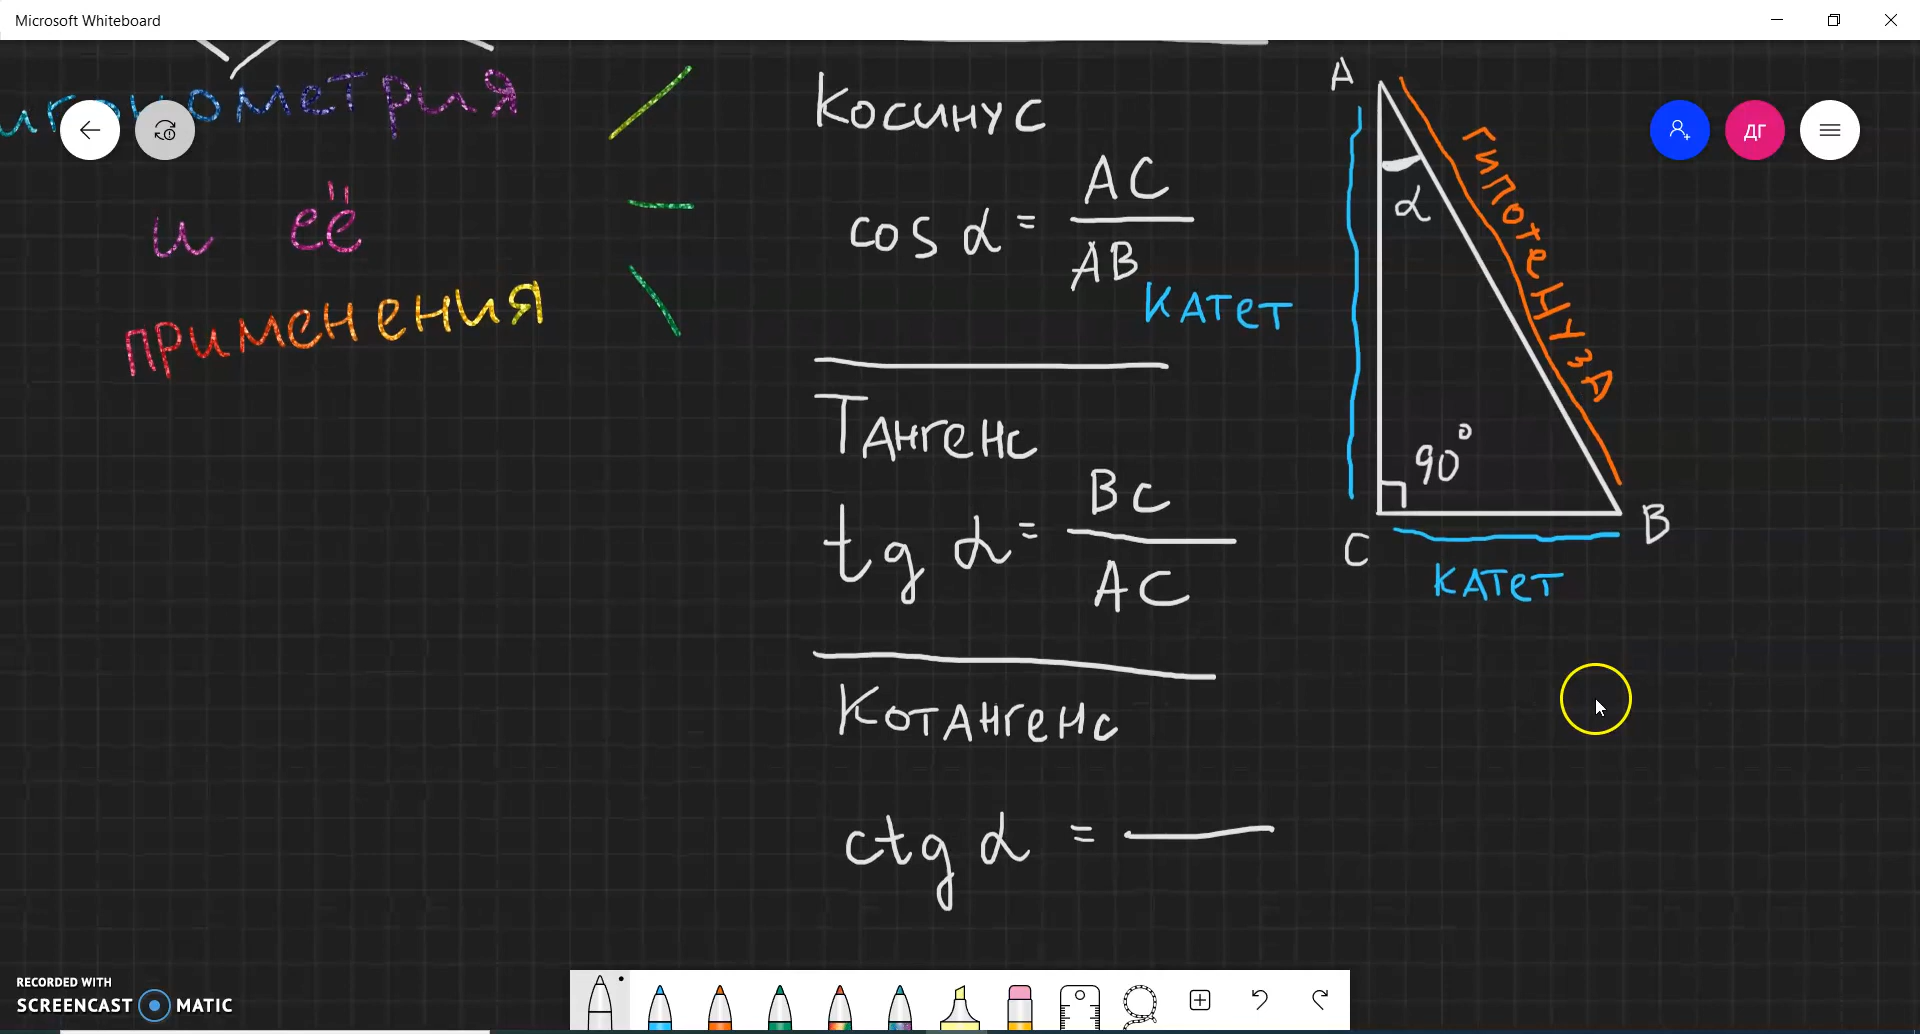 Microsoft Whiteboard
игонометрия
и её
применения
Косинус
cos α = AC
AB
катет
Тангенс
tg α = BC
AC
Котангенс
ctg α =
A
α
гипотенуза
90°
C
B
катет
ДГ
RECORDED WITH
SCREENCAST MATIC